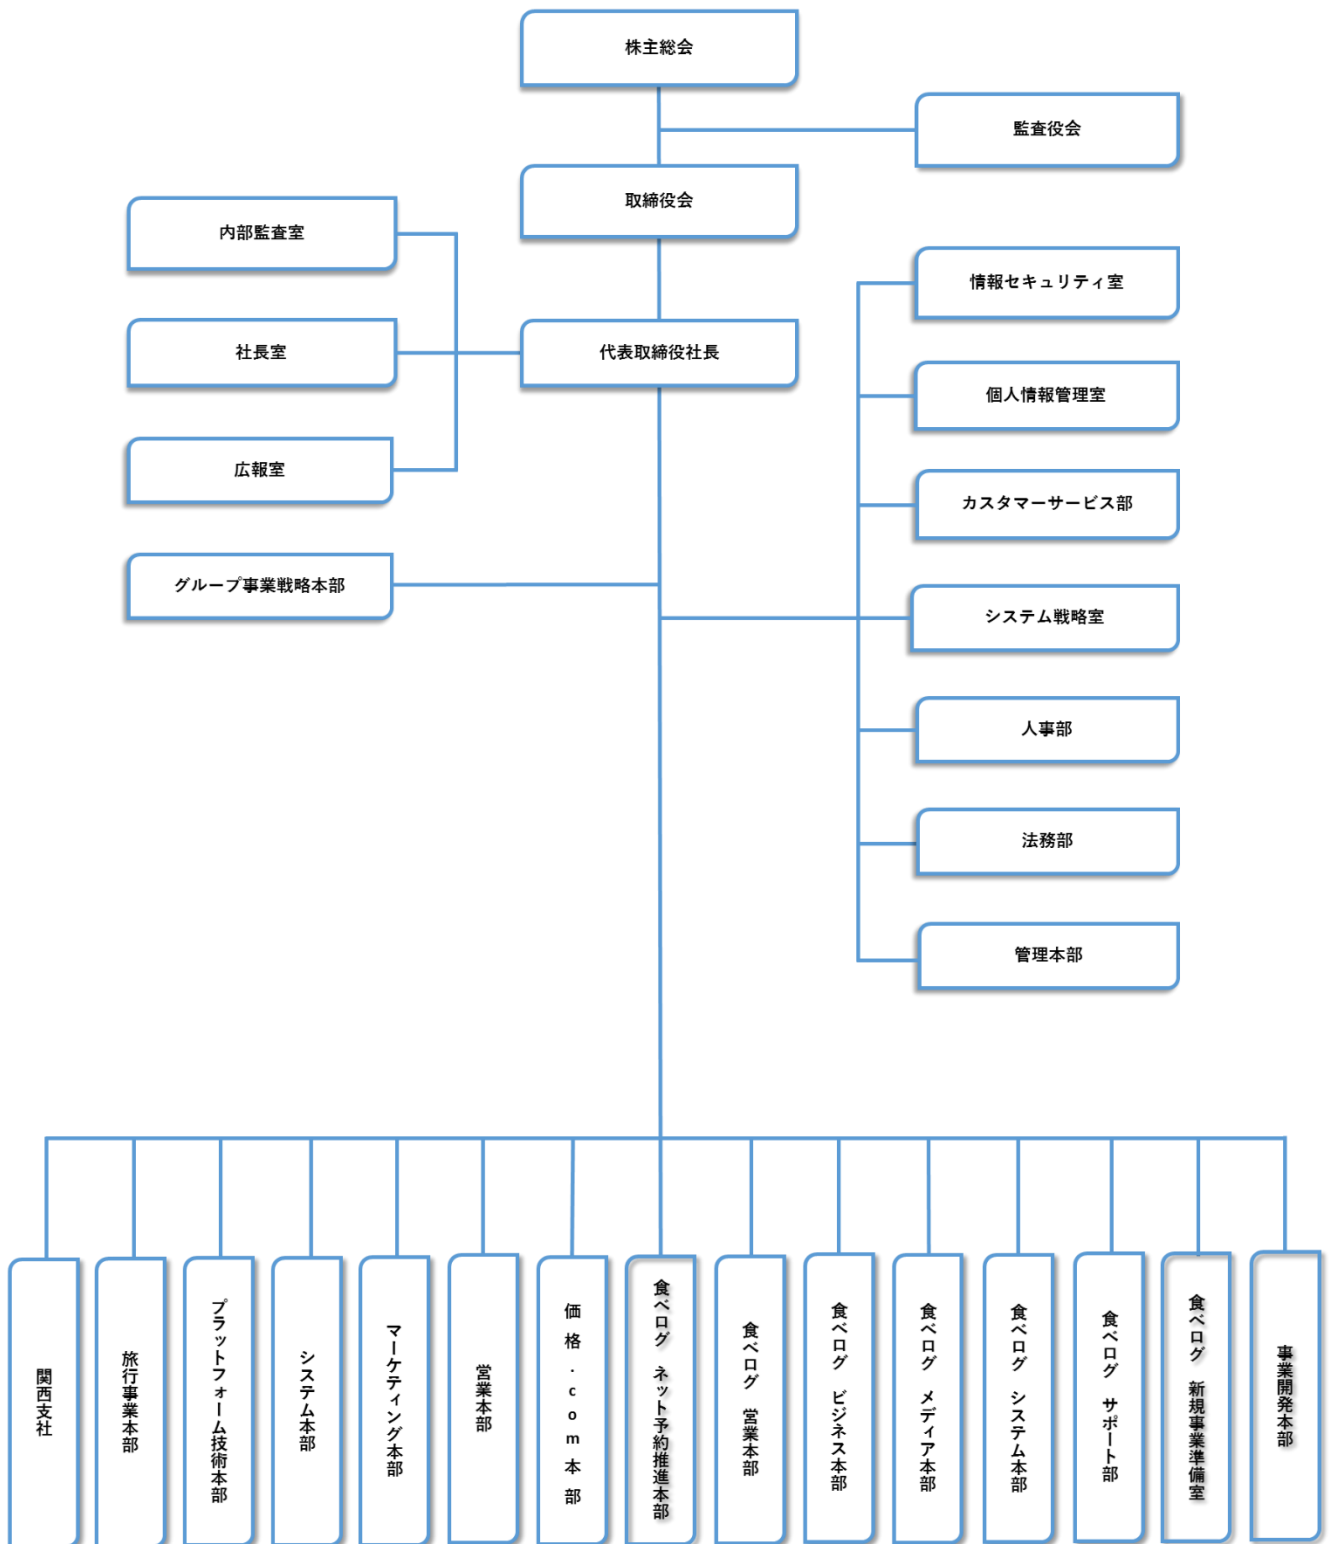 株主総会
監査役会
取締役会
内部監査室
情報セキュリティ室
社長室
代表取締役社長
個人情報管理室
広報室
カスタマーサービス部
グループ事業戦略本部
システム戦略室
人事部
法務部
管理本部
関西支社
旅行事業本部
プラットフォーム技術本部
システム本部
マーケティング本部
営業本部
価格.com本部
食べログ ネット予約推進本部
食べログ 営業本部
食べログ ビジネス本部
食べログ メディア本部
食べログ システム本部
食べログ サポート部
食べログ 新規事業準備室
事業開発本部